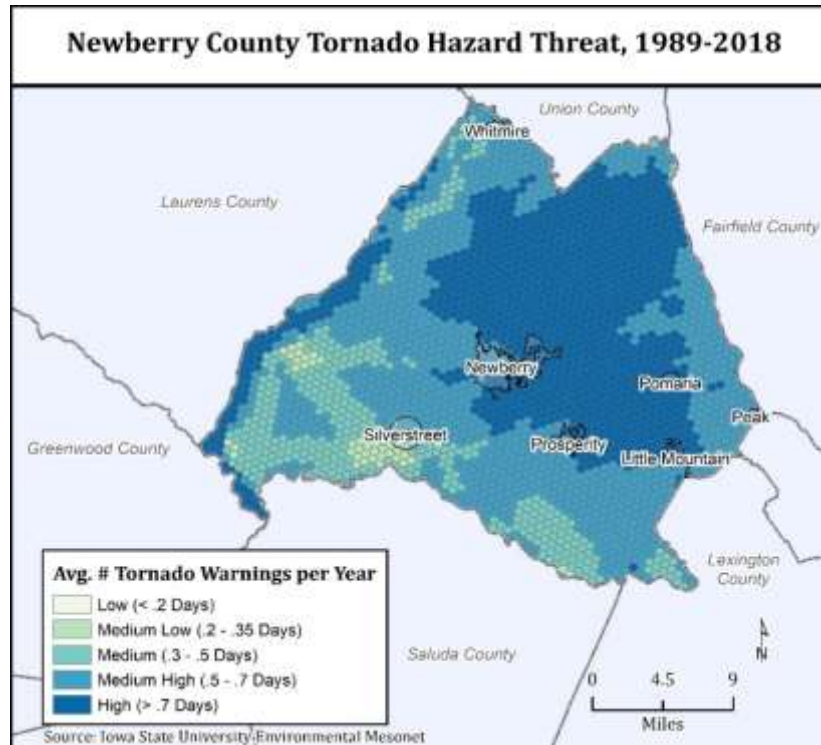 Newberry County Tornado Hazard Threat, 1989-2018
Union County
Whitmire
Laurens County
Fairfield County
Newberry
Pomaria
Peak
Silverstreet
Prosperity
Little Mountain
Greenwood County
Lexington
County
Saluda County
Avg. # Tornado Warnings per Year
Low (< .2 Days)
Medium Low (.2 - .35 Days)
Medium (.3 - .5 Days)
Medium High (.5 - .7 Days)
High (> .7 Days)
N
0 4.5 9
Miles
Source: Iowa State University-Environmental Mesonet